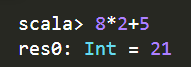 scala> 8*2+5
res0: Int = 21